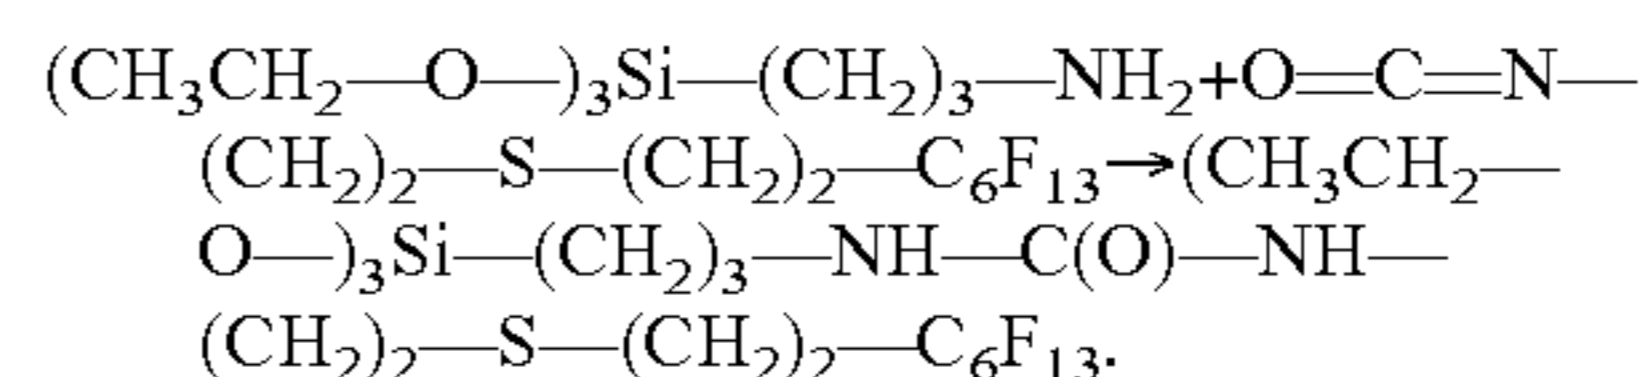 (CH₃CH₂—O—)₃Si—(CH₂)₃—NH₂+O=C=N—
(CH₂)₂—S—(CH₂)₂—C₆F₁₃→(CH₃CH₂—
O—)₃Si—(CH₂)₃—NH—C(O)—NH—
(CH₂)₂—S—(CH₂)₂—C₆F₁₃.